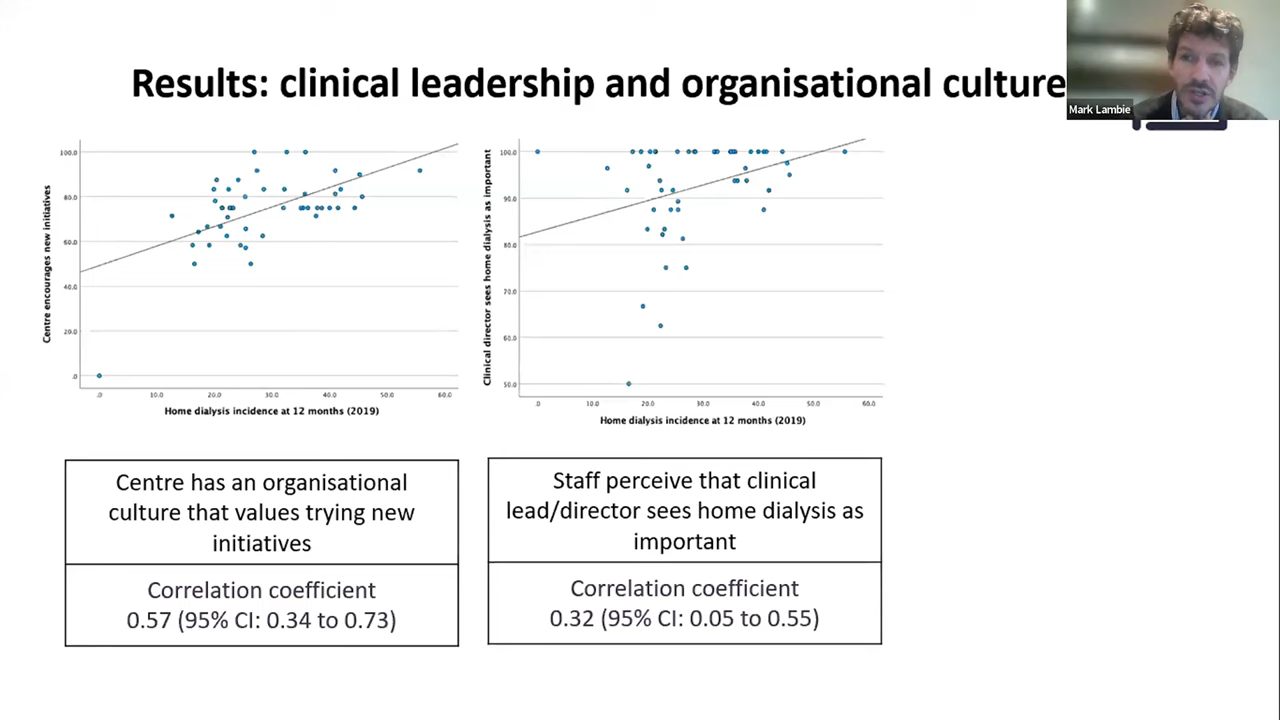 Results: clinical leadership and organisational culture
Mark Lambie
Centre encourages new initiatives
100.0
80.0
60.0
40.0
20.0
.0
.0
10.0
20.0
30.0
40.0
50.0
60.0
Home dialysis incidence at 12 months (2019)
Clinical director sees home dialysis as important
100.0
90.0
80.0
70.0
60.0
50.0
.0
10.0
20.0
30.0
40.0
50.0
60.0
Home dialysis incidence at 12 months (2019)
Centre has an organisational
culture that values trying new
initiatives
Correlation coefficient
0.57 (95% CI: 0.34 to 0.73)
Staff perceive that clinical
lead/director sees home dialysis as
important
Correlation coefficient
0.32 (95% CI: 0.05 to 0.55)